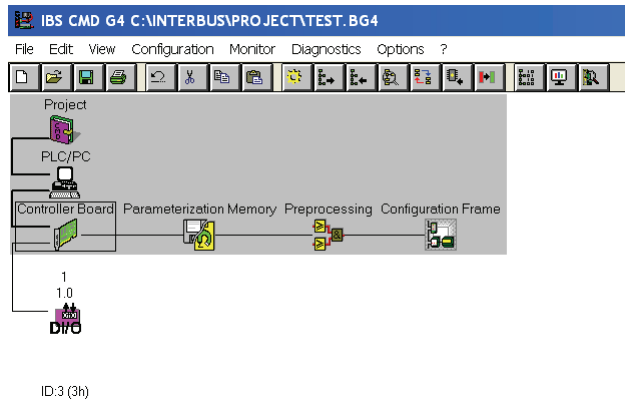 IBS CMD G4 C:\INTERBUS\PROJECT\TEST.BG4
File Edit View Configuration Monitor Diagnostics Options ?
Project
CMD
PLC/PC
Controller Board Parameterization Memory Preprocessing Configuration Frame
1
1.0
DI/O
ID:3 (3h)